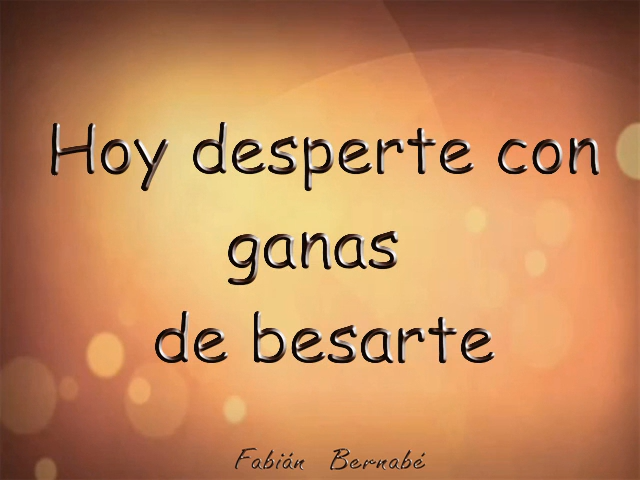 Hoy desperte con
ganas
de besarte
Fabián Bernabé